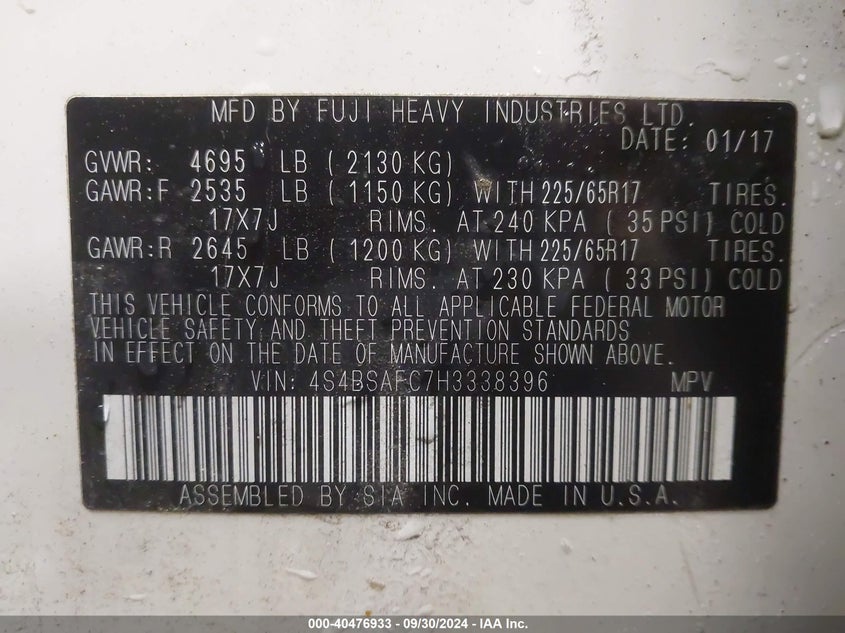 MFD BY FUJI HEAVY INDUSTRIES LTD.
DATE: 01/17
GVWR: 4695 LB ( 2130 KG)
GAWR:F 2535 LB ( 1150 KG) WITH 225/65R17 TIRES.
17X7J RIMS. AT 240 KPA ( 35 PSI) COLD
GAWR:R 2645 LB ( 1200 KG) WITH 225/65R17 TIRES.
17X7J RIMS. AT 230 KPA ( 33 PSI) COLD
THIS VEHICLE CONFORMS TO ALL APPLICABLE FEDERAL MOTOR
VEHICLE SAFETY AND THEFT PREVENTION STANDARDS
IN EFFECT ON THE DATE OF MANUFACTURE SHOWN ABOVE.
VIN: 4S4BSAFC7H3338396 MPV
ASSEMBLED BY SIA INC. MADE IN U.S.A.
000-40476933 - 09/30/2024 - IAA Inc.